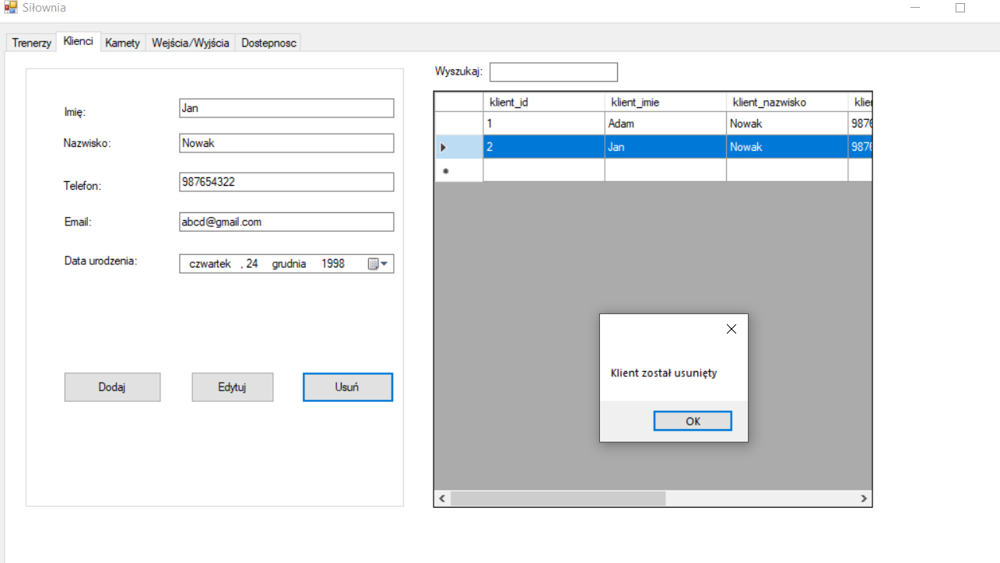 Siłownia
Trenerzy Klienci Karnety Wejścia/Wyjścia Dostepnosc
Imię: Jan
Nazwisko: Nowak
Telefon: 987654322
Email: abcd@gmail.com
Data urodzenia: czwartek , 24 grudnia 1998
Dodaj Edytuj Usuń
Wyszukaj:
klient_id klient_imie klient_nazwisko klie
1 Adam Nowak 987
2 Jan Nowak 987
Klient został usunięty
OK